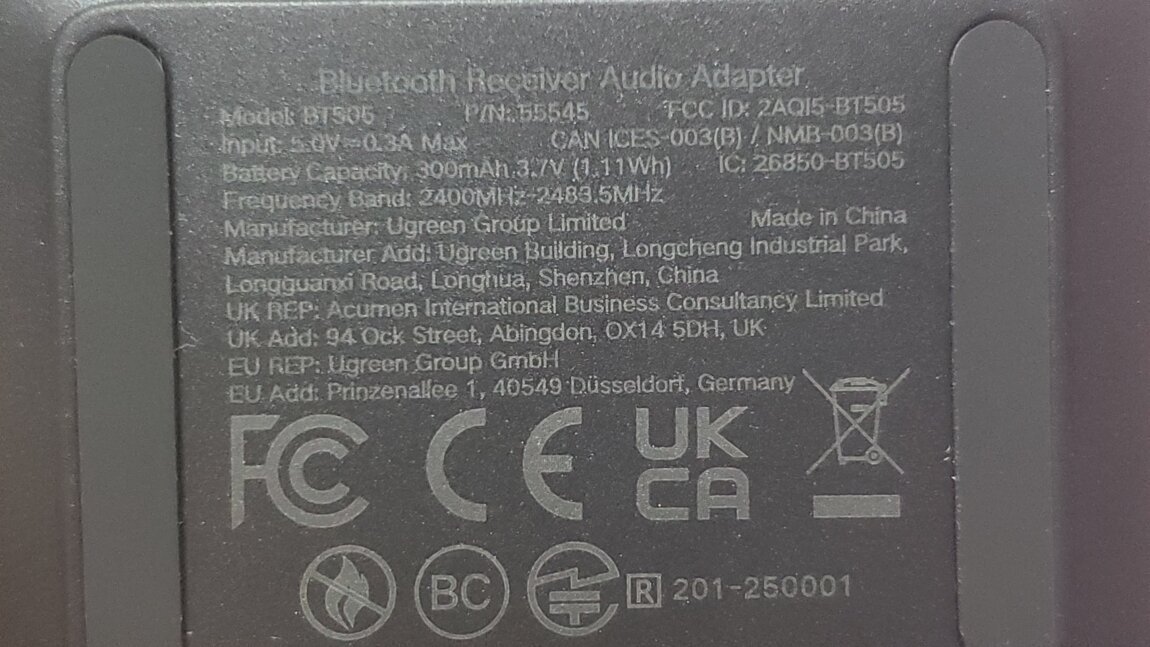 Bluetooth Receiver Audio Adapter
Model: BT505 P/N: 55545 FCC ID: 2AQI5-BT505
Input: 5.0V⎓0.3A Max CAN ICES-003(B) / NMB-003(B)
Battery Capacity: 300mAh 3.7V (1.11Wh) IC: 26850-BT505
Frequency Band: 2400MHz-2483.5MHz
Manufacturer: Ugreen Group Limited Made in China
Manufacturer Add: Ugreen Building, Longcheng Industrial Park,
Longguanxi Road, Longhua, Shenzhen, China
UK REP: Acumen International Business Consultancy Limited
UK Add: 94 Ock Street, Abingdon, OX14 5DH, UK
EU REP: Ugreen Group GmbH
EU Add: Prinzenallee 1, 40549 Düsseldorf, Germany
FC CE UK
CA
BC R 201-250001